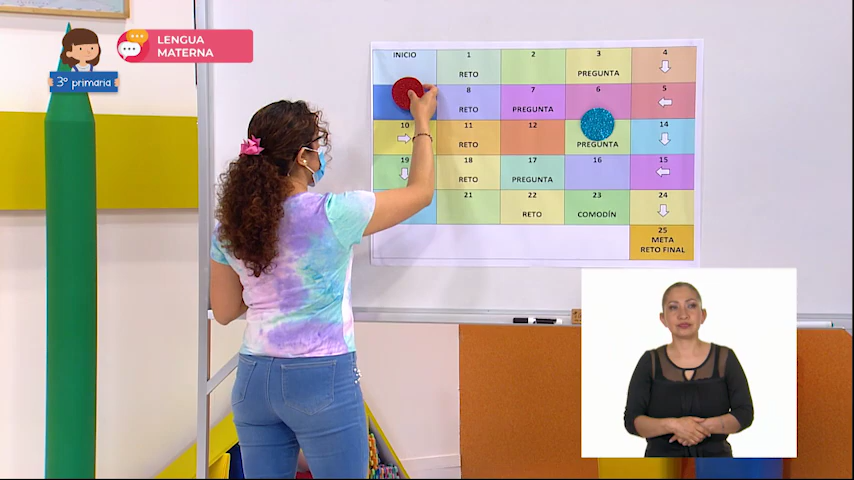 LENGUA
MATERNA
3° primaria
INICIO 1 2 3 4
RETO PREGUNTA
8 7 6 5
RETO PREGUNTA
10 11 12 14
RETO PREGUNTA
19 18 17 16 15
RETO PREGUNTA
21 22 23 24
RETO COMODÍN
25
META
RETO FINAL